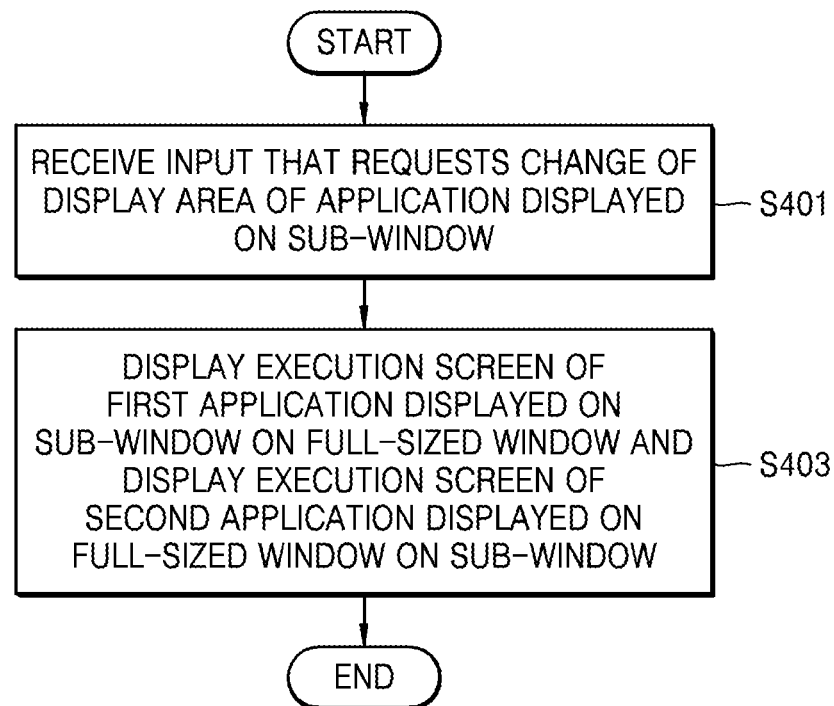 START
RECEIVE INPUT THAT REQUESTS CHANGE OF
DISPLAY AREA OF APPLICATION DISPLAYED
ON SUB-WINDOW
S401
DISPLAY EXECUTION SCREEN OF
FIRST APPLICATION DISPLAYED ON
SUB-WINDOW ON FULL-SIZED WINDOW AND
DISPLAY EXECUTION SCREEN OF
SECOND APPLICATION DISPLAYED ON
FULL-SIZED WINDOW ON SUB-WINDOW
S403
END